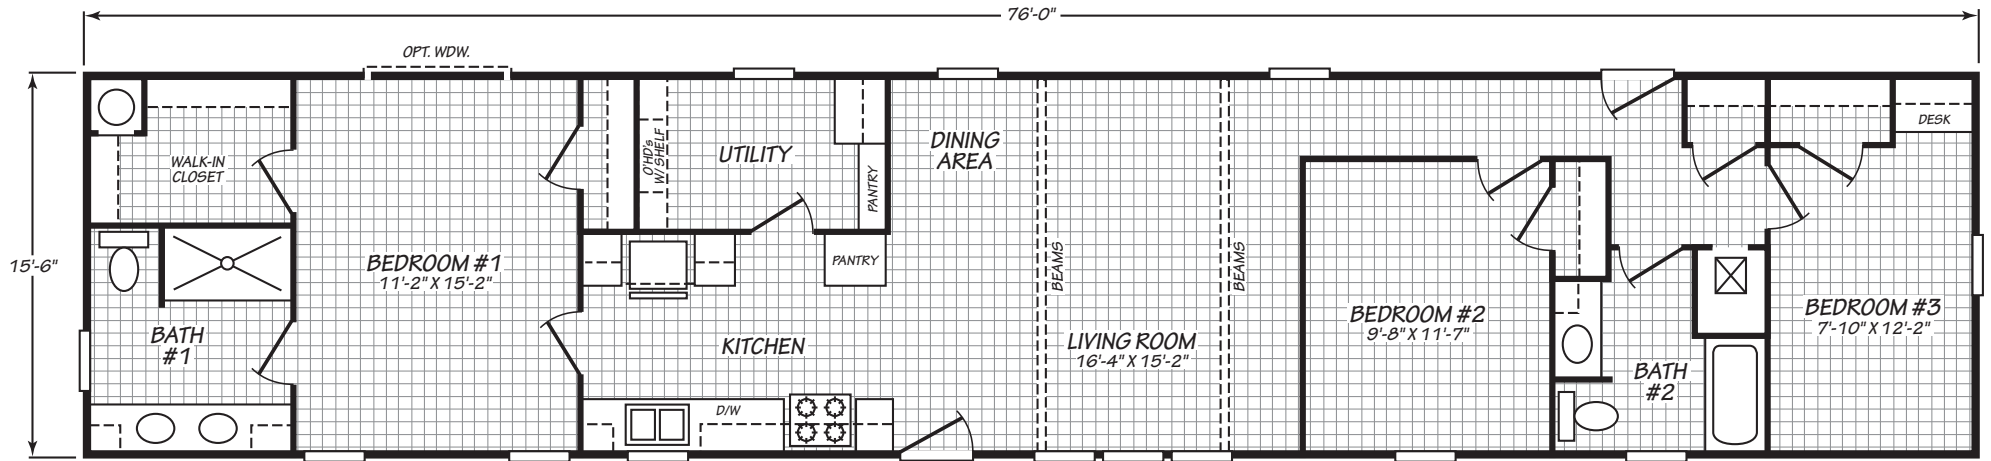 76'-0"
OPT. WDW.
15'-6"
WALK-IN
CLOSET
O'HD's
W/ SHELF
UTILITY
PANTRY
DINING
AREA
DESK
BEDROOM #1
11'-2" X 15'-2"
PANTRY
BEAMS
BEAMS
BATH
#1
KITCHEN
LIVING ROOM
16'-4" X 15'-2"
BEDROOM #2
9'-8" X 11'-7"
BEDROOM #3
7'-10" X 12'-2"
BATH
#2
D/W